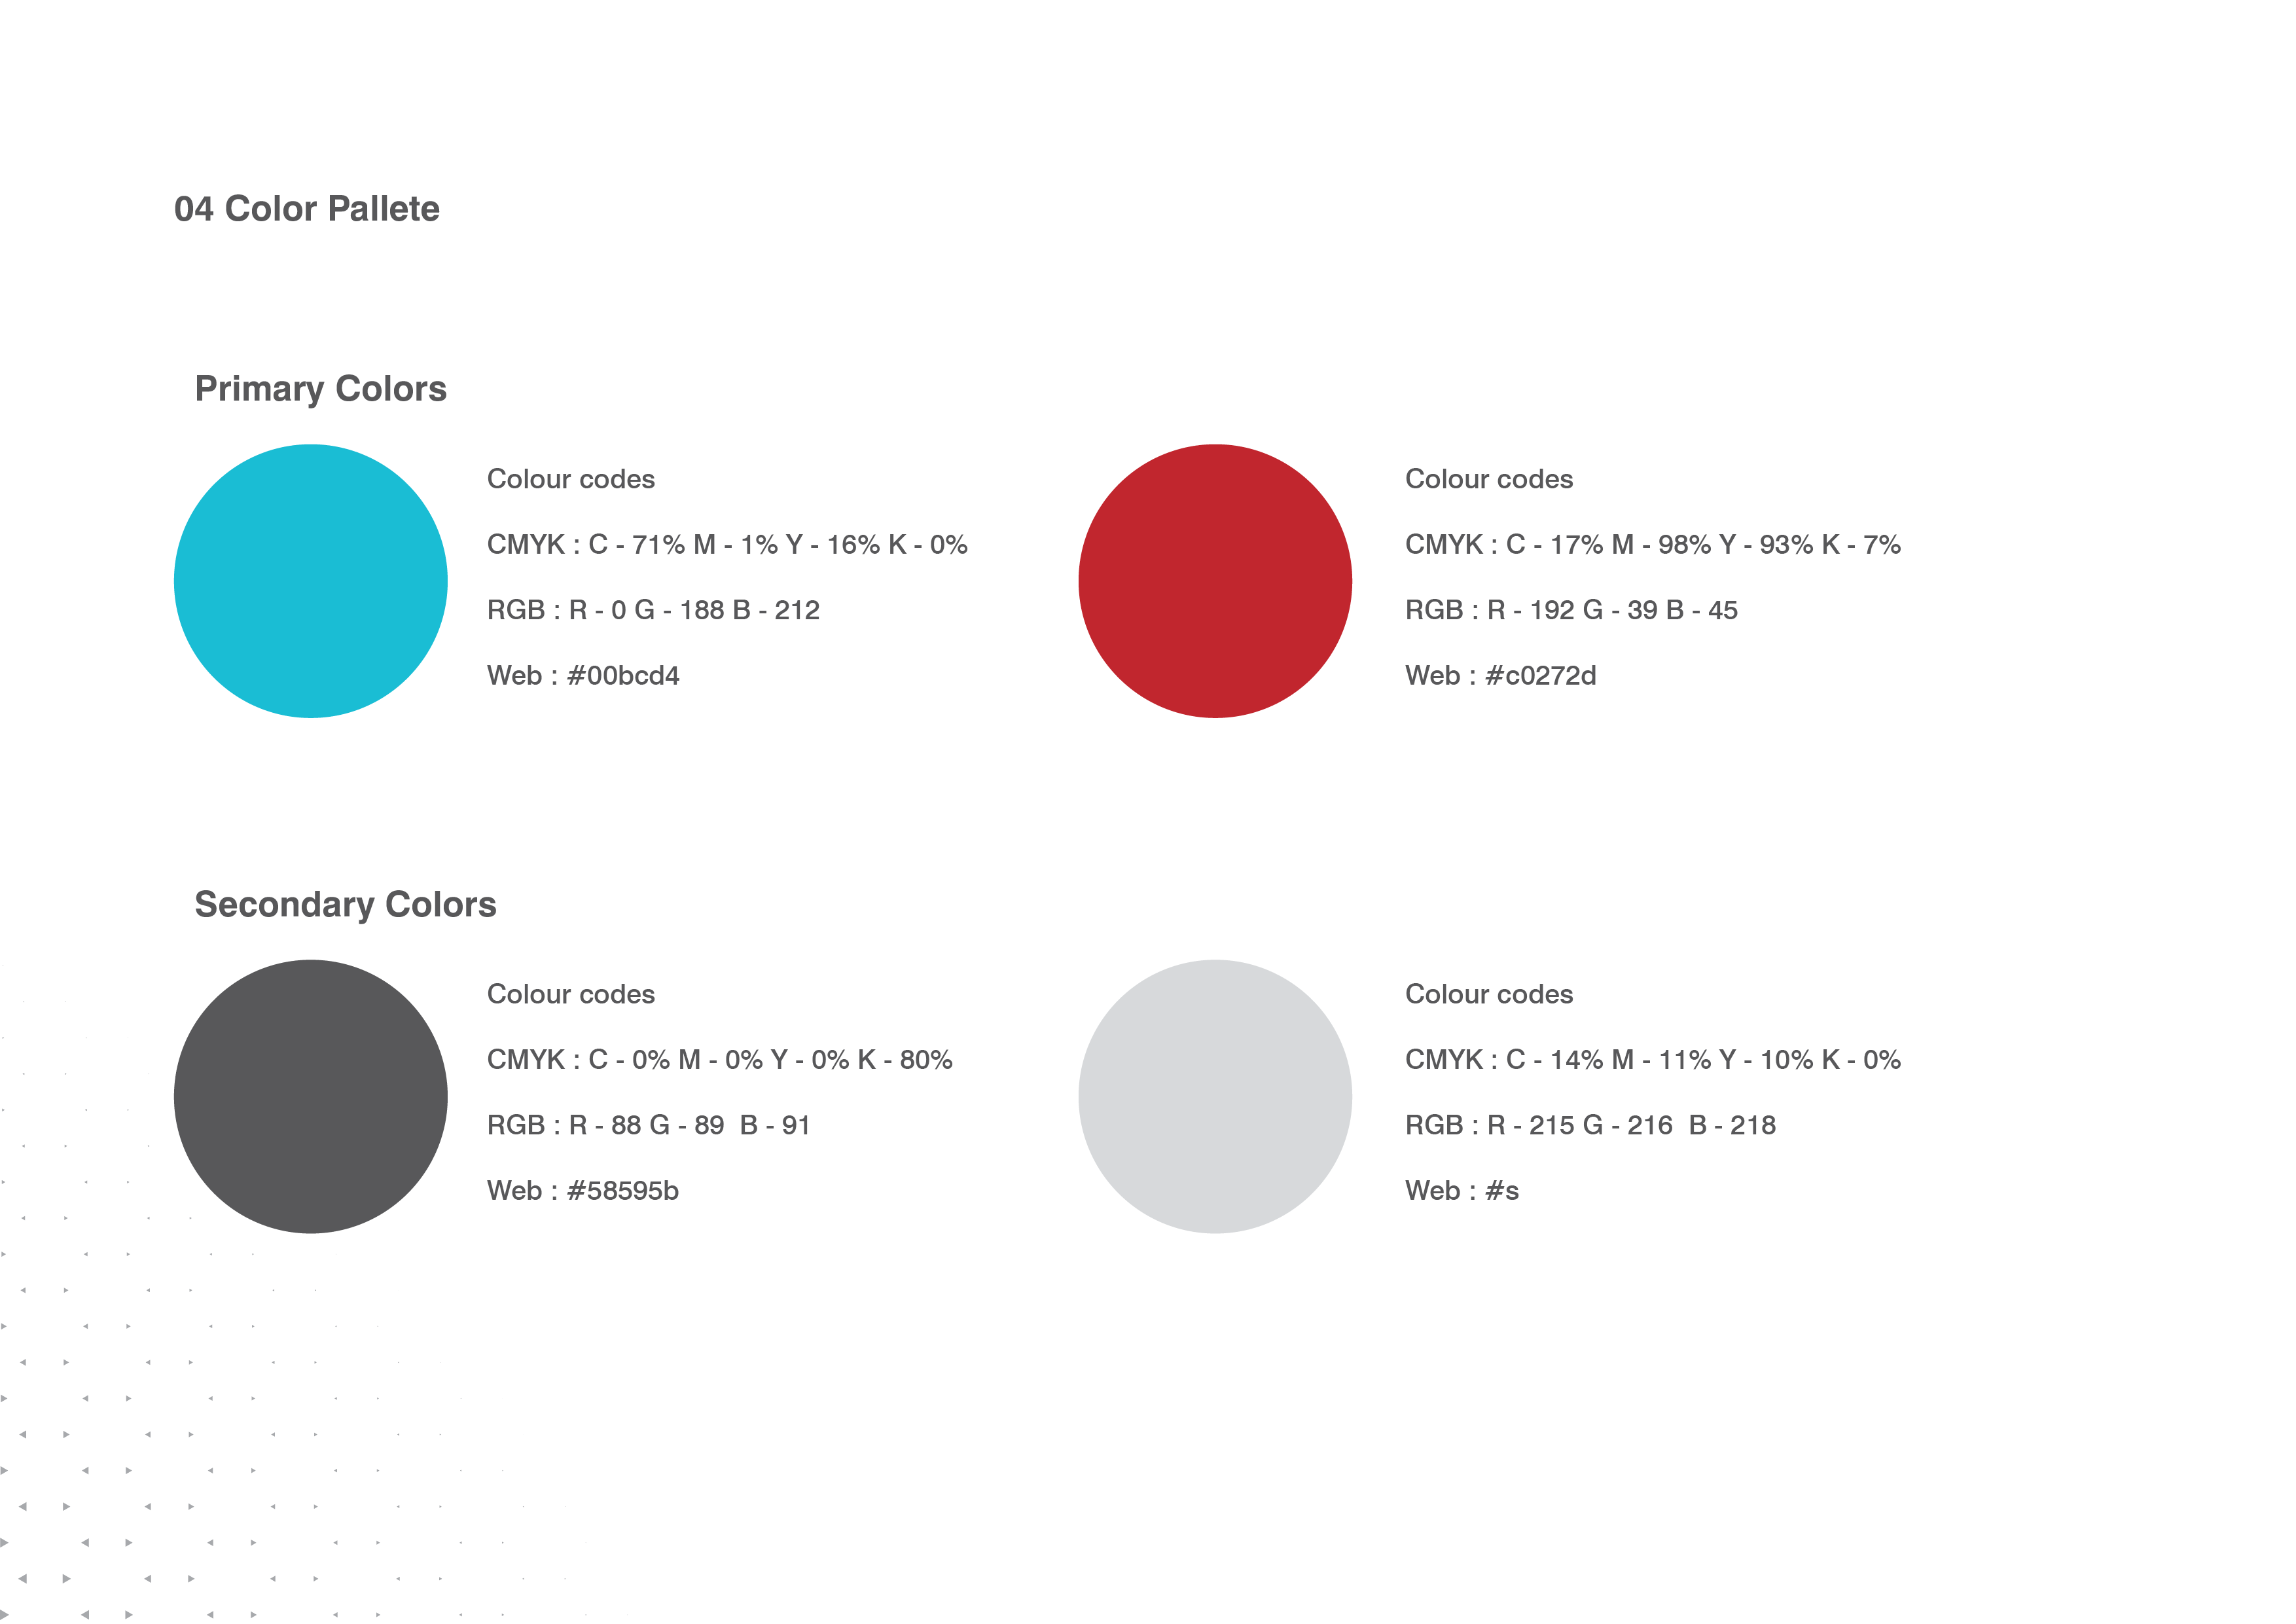 04 Color Pallete
Primary Colors
Colour codes
CMYK : C - 71% M - 1% Y - 16% K - 0%
RGB : R - 0 G - 188 B - 212
Web : #00bcd4
Colour codes
CMYK : C - 17% M - 98% Y - 93% K - 7%
RGB : R - 192 G - 39 B - 45
Web : #c0272d
Secondary Colors
Colour codes
CMYK : C - 0% M - 0% Y - 0% K - 80%
RGB : R - 88 G - 89  B - 91
Web : #58595b
Colour codes
CMYK : C - 14% M - 11% Y - 10% K - 0%
RGB : R - 215 G - 216  B - 218
Web : #s